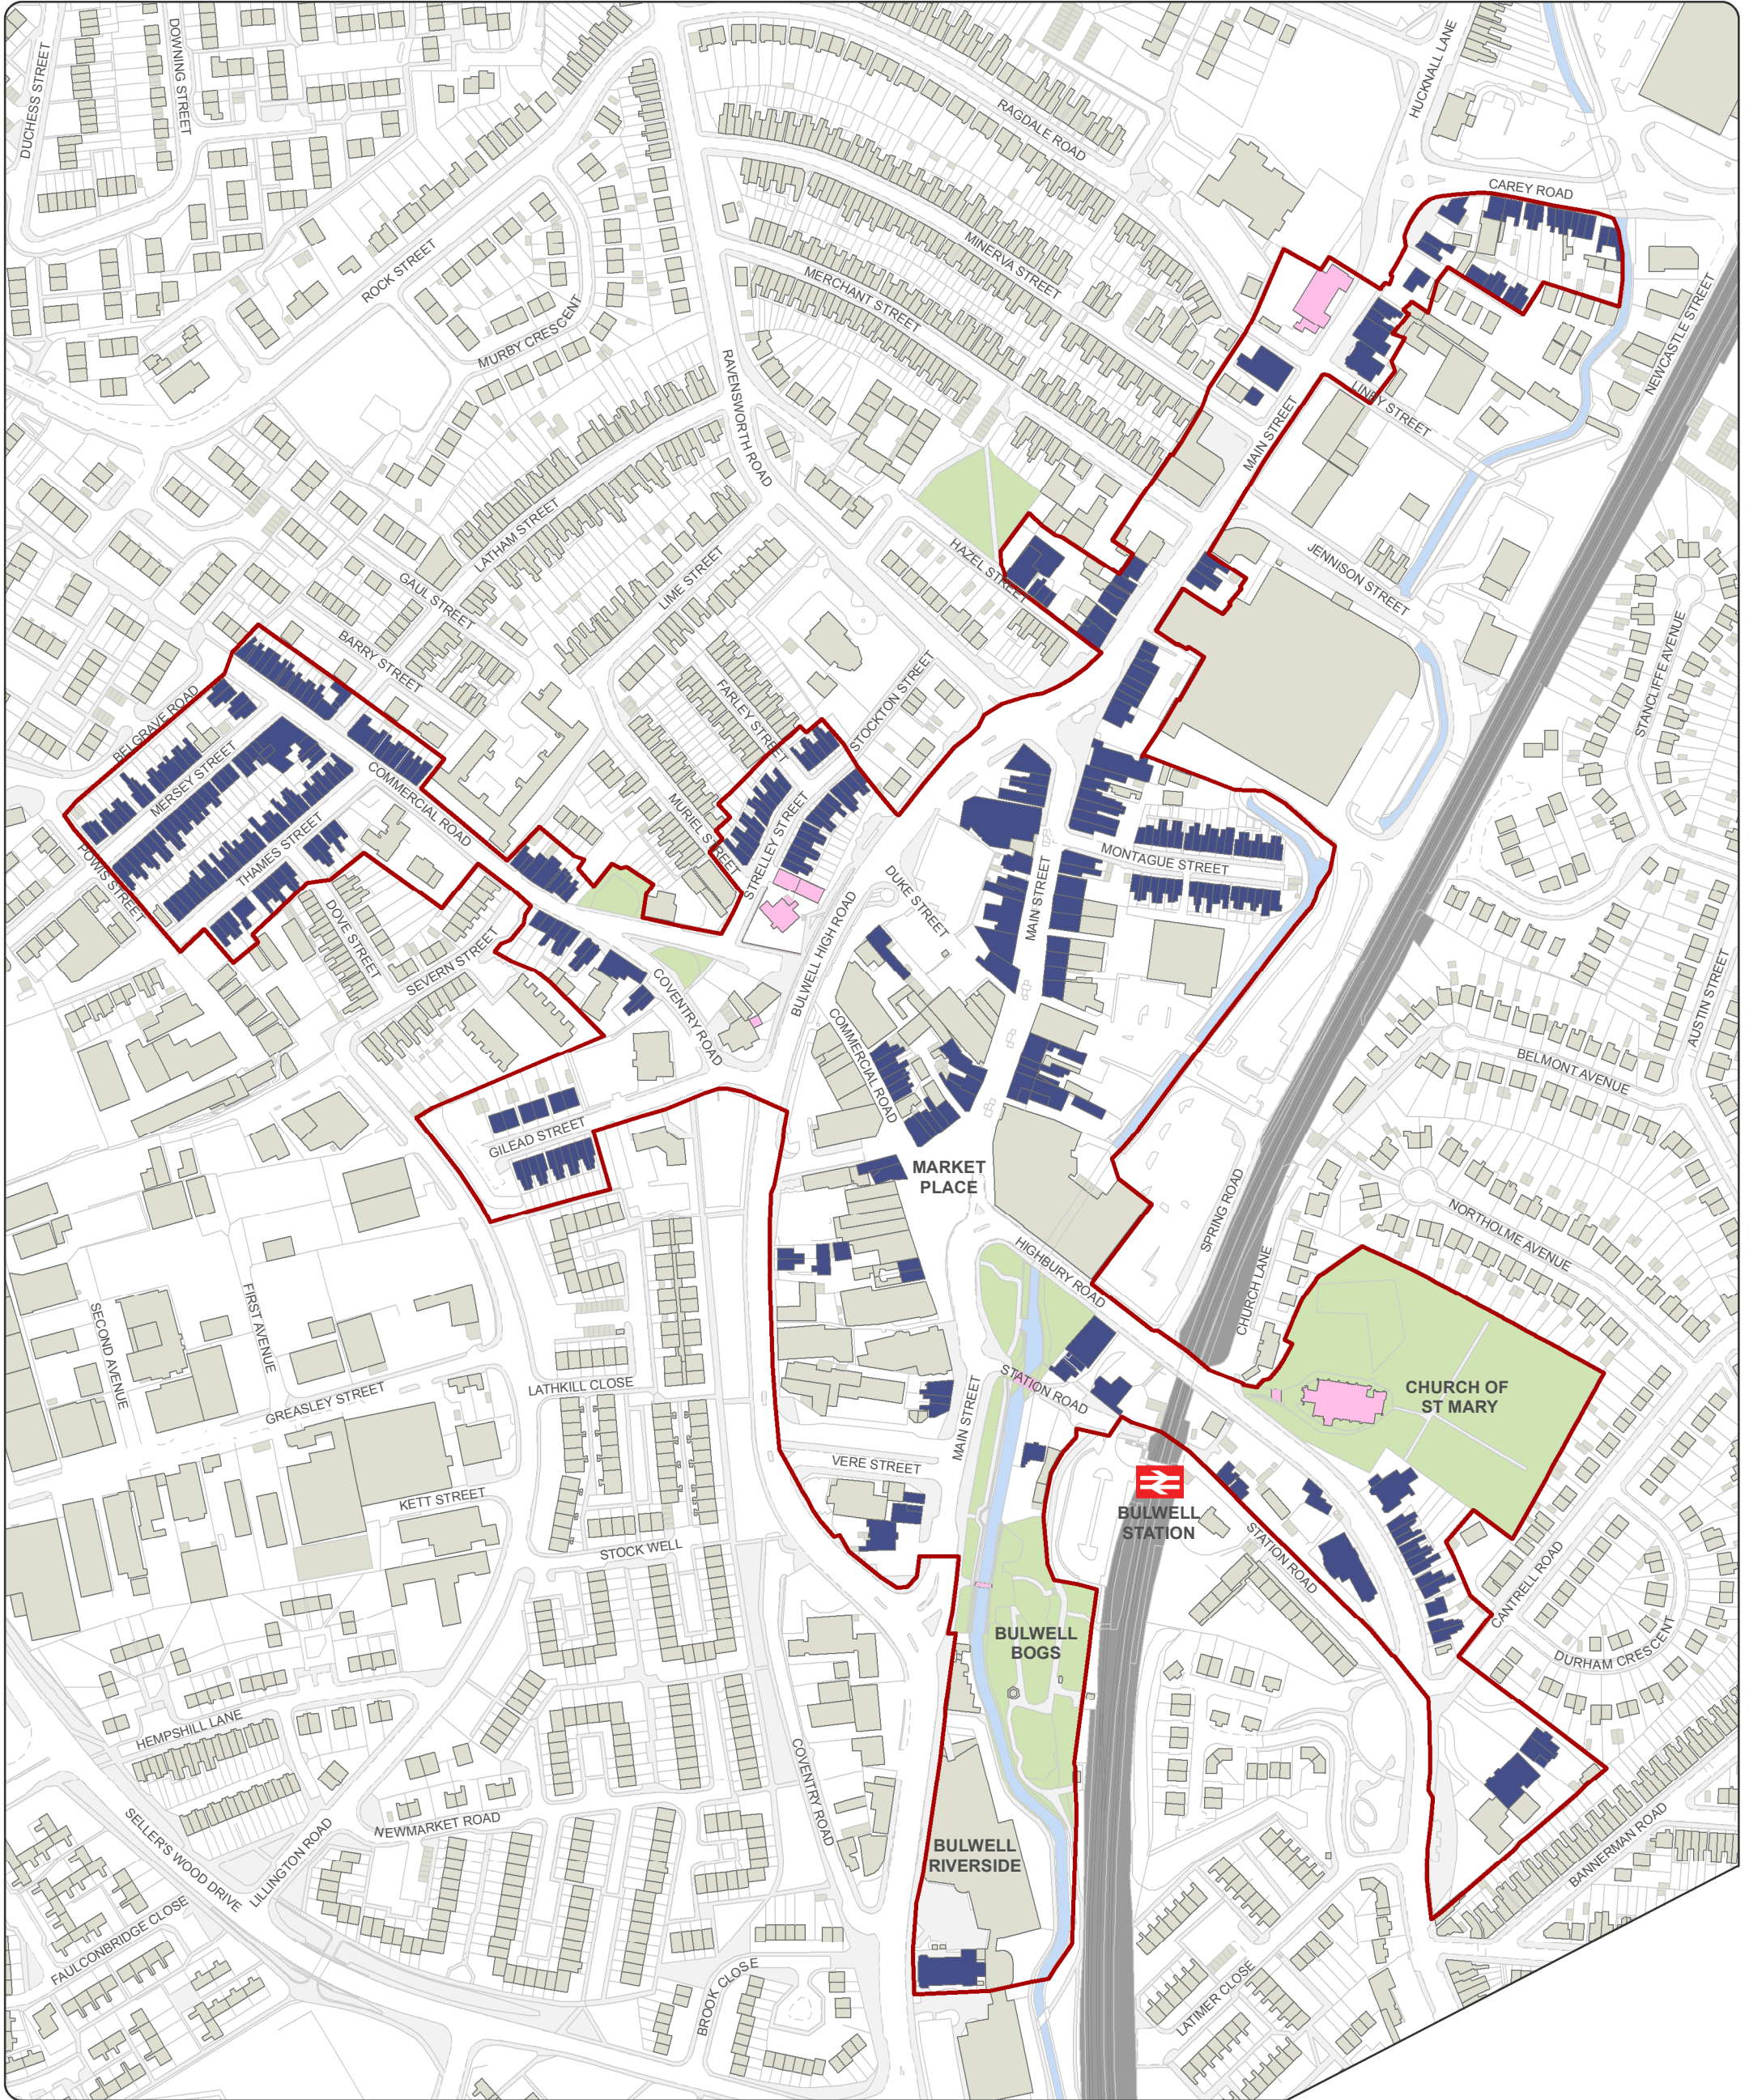 DUCHESS STREET
DOWNING STREET
HUCKNALL LANE
RAGDALE ROAD
CAREY ROAD
ROCK STREET
MINERVA STREET
MERCHANT STREET
MURBY CRESCENT
NEWCASTLE STREET
RAVENSWORTH ROAD
LINBY STREET
MAIN STREET
LATHAM STREET
HAZEL STREET
JENNISON STREET
GAUL STREET
LIME STREET
BARRY STREET
STANCLIFFE AVENUE
FARLEY STREET
STOCKTON STREET
BELGRAVE ROAD
MERSEY STREET
COMMERCIAL ROAD
MURIEL STREET
STRELLEY STREET
THAMES STREET
POWIS STREET
MONTAGUE STREET
DUKE STREET
MAIN STREET
DOVE STREET
SEVERN STREET
BULWELL HIGH ROAD
COVENTRY ROAD
COMMERCIAL ROAD
AUSTIN STREET
BELMONT AVENUE
GILEAD STREET
MARKET
PLACE
SPRING ROAD
NORTHOLME AVENUE
HIGHBURY ROAD
CHURCH LANE
SECOND AVENUE
FIRST AVENUE
LATHKILL CLOSE
GREASLEY STREET
STATION ROAD
MAIN STREET
CHURCH OF
ST MARY
VERE STREET
KETT STREET
BULWELL
STATION
STOCK WELL
STATION ROAD
CANTRELL ROAD
BULWELL
BOGS
DURHAM CRESCENT
HEMPSHILL LANE
COVENTRY ROAD
NEWMARKET ROAD
SELLER'S WOOD DRIVE
LILLINGTON ROAD
BULWELL
RIVERSIDE
BANNERMAN ROAD
FAULCONBRIDGE CLOSE
BROOK CLOSE
LATIMER CLOSE